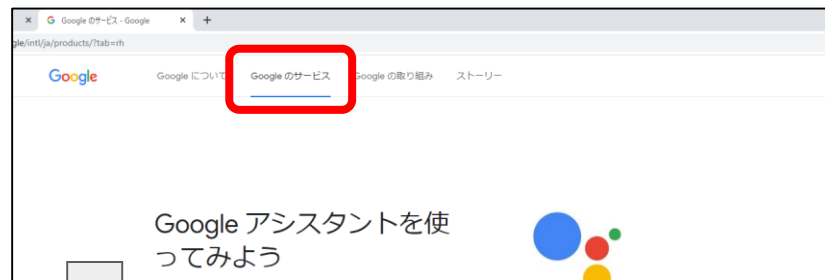 Google のサービス - Google
gle/intl/ja/products/?tab=rh
Google
Google について
Google のサービス
Google の取り組み
ストーリー
Google アシスタントを使
ってみよう